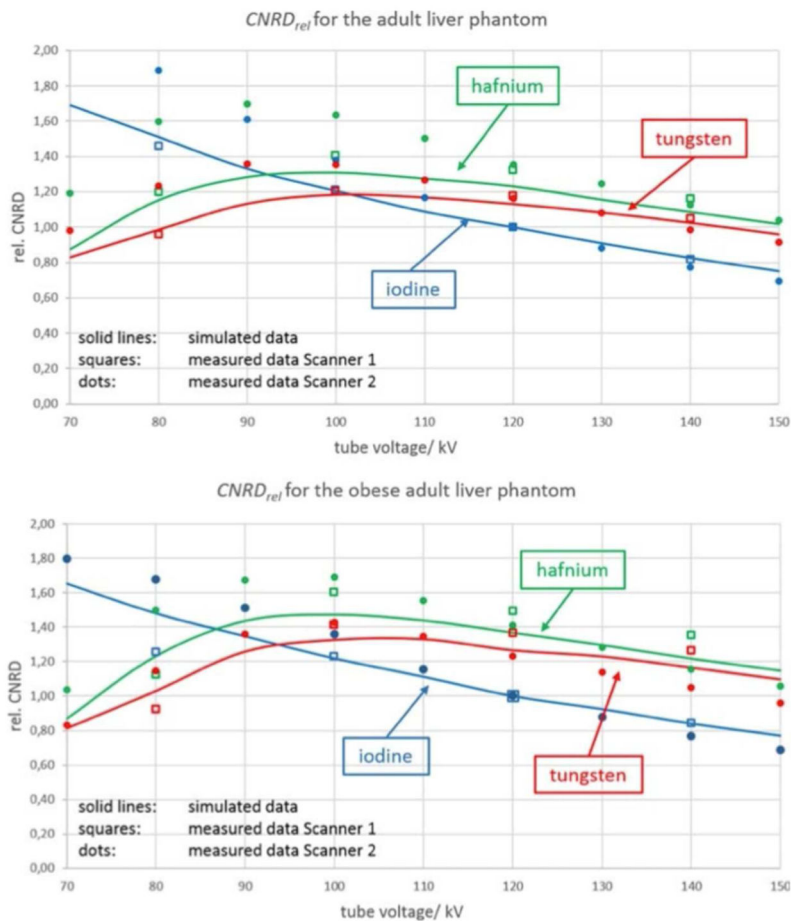 CNRD_rel for the adult liver phantom
2,00
1,80
1,60
1,40
1,20
1,00
0,80
0,60
0,40
0,20
0,00
rel. CNRD
hafnium
tungsten
iodine
solid lines: simulated data
squares: measured data Scanner 1
dots: measured data Scanner 2
70 80 90 100 110 120 130 140 150
tube voltage/ kV
CNRD_rel for the obese adult liver phantom
2,00
1,80
1,60
1,40
1,20
1,00
0,80
0,60
0,40
0,20
0,00
rel. CNRD
hafnium
iodine
tungsten
solid lines: simulated data
squares: measured data Scanner 1
dots: measured data Scanner 2
70 80 90 100 110 120 130 140 150
tube voltage/ kV